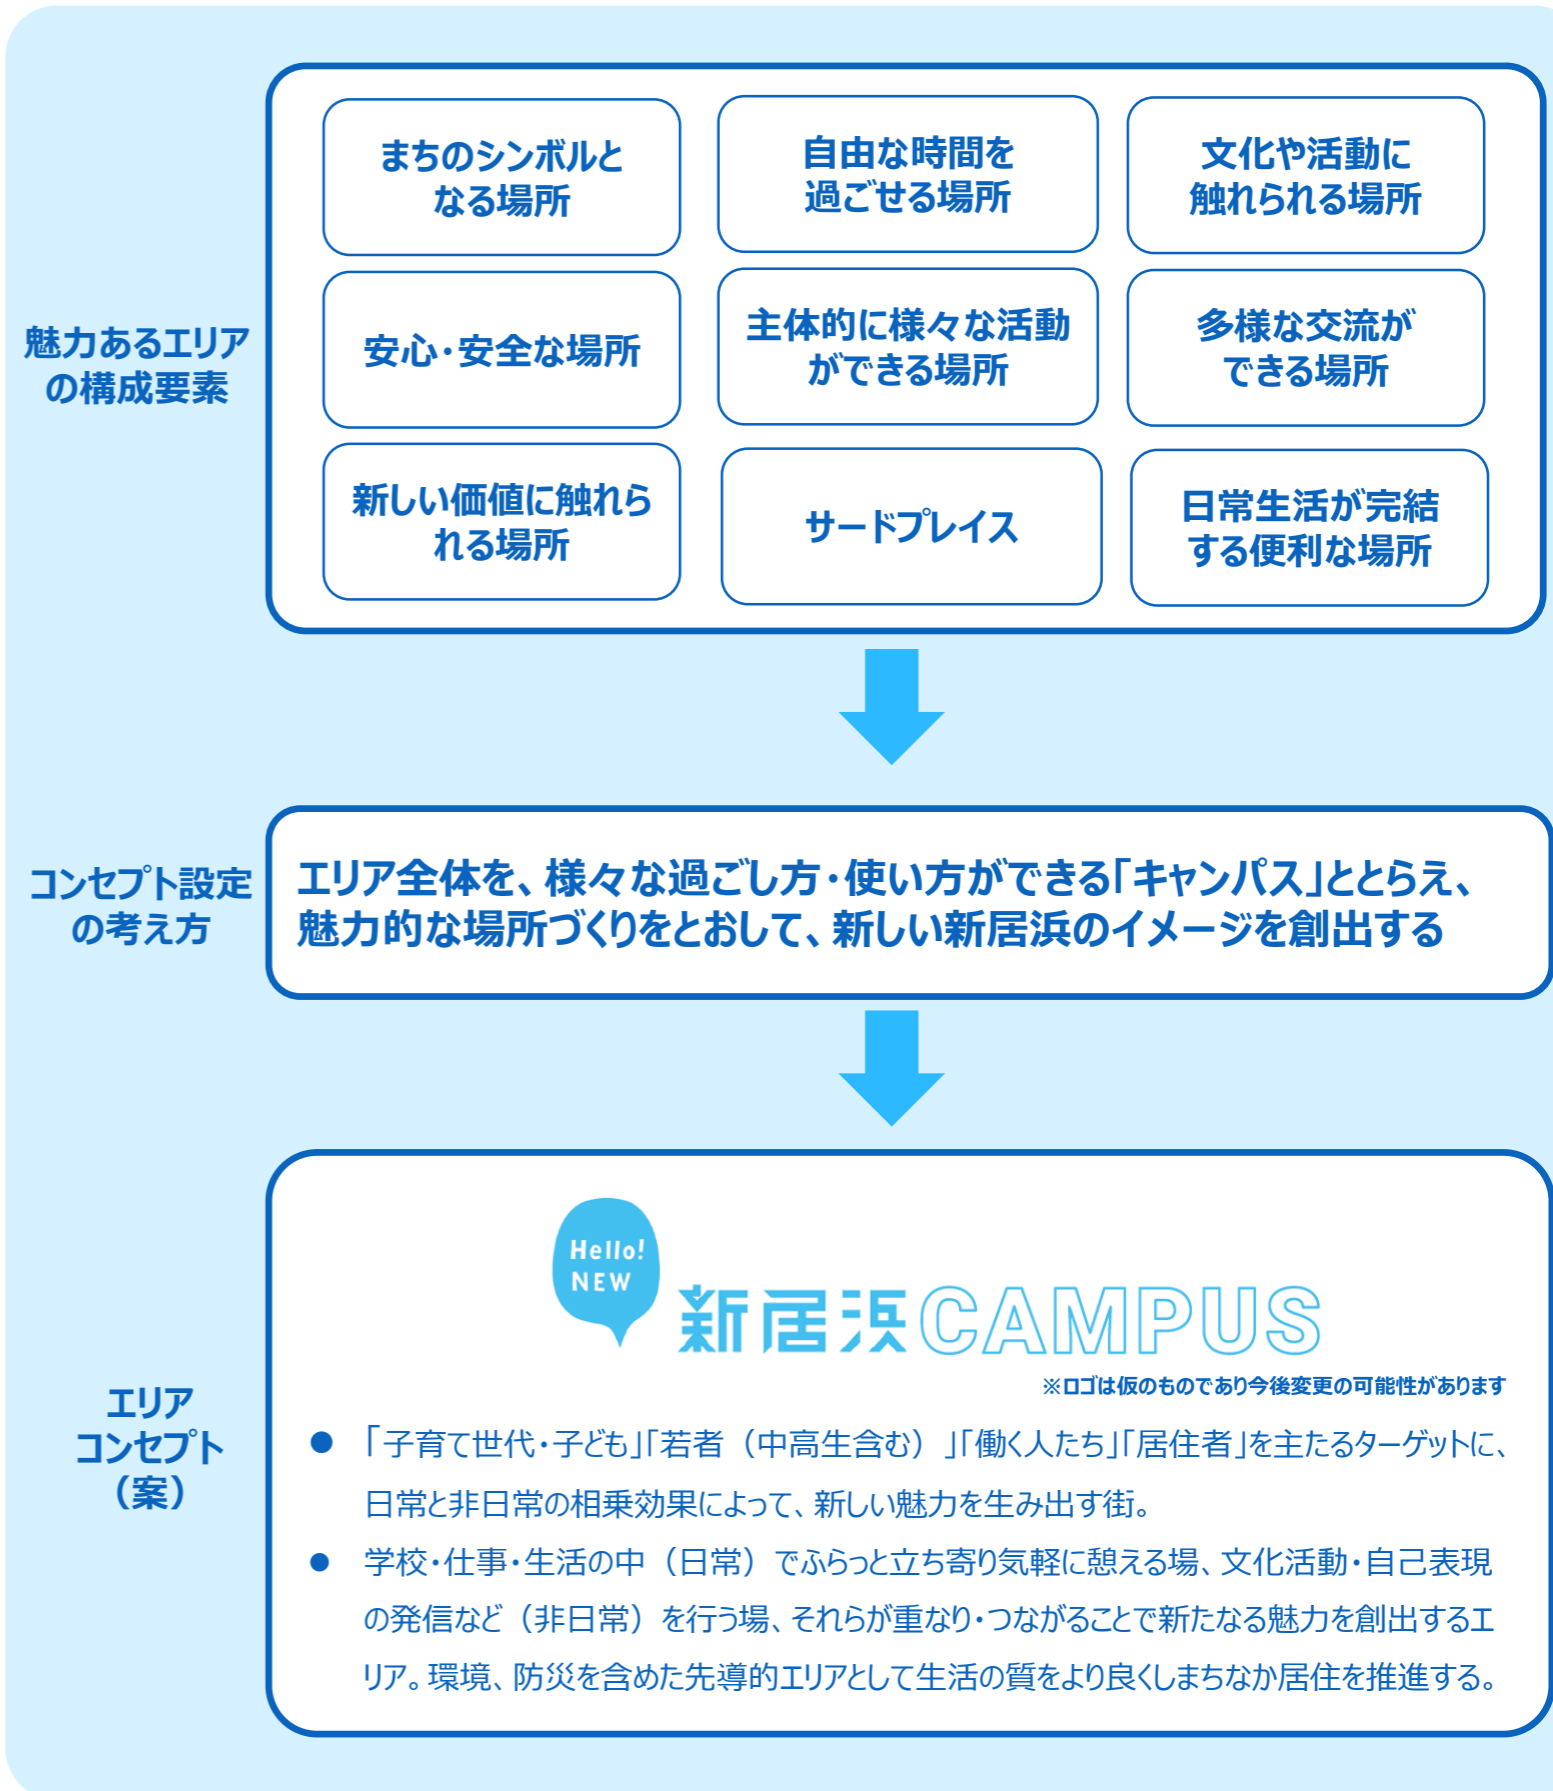 魅力あるエリア
の構成要素
まちのシンボルと
なる場所
自由な時間を
過ごせる場所
文化や活動に
触れられる場所
安心・安全な場所
主体的に様々な活動
ができる場所
多様な交流が
できる場所
新しい価値に触れら
れる場所
サードプレイス
日常生活が完結
する便利な場所
コンセプト設定
の考え方
エリア全体を、様々な過ごし方・使い方ができる「キャンパス」ととらえ、
魅力的な場所づくりをとおして、新しい新居浜のイメージを創出する
エリア
コンセプト
（案）
Hello!
NEW
新居浜CAMPUS
※ロゴは仮のものであり今後変更の可能性があります
● 「子育て世代・子ども」「若者（中高生含む）」「働く人たち」「居住者」を主たるターゲットに、
日常と非日常の相乗効果によって、新しい魅力を生み出す街。
● 学校・仕事・生活の中（日常）でふらっと立ち寄り気軽に憩える場、文化活動・自己表現
の発信など（非日常）を行う場、それらが重なり・つながることで新たなる魅力を創出するエ
リア。環境、防災を含めた先導的エリアとして生活の質をより良くしまちなか居住を推進する。